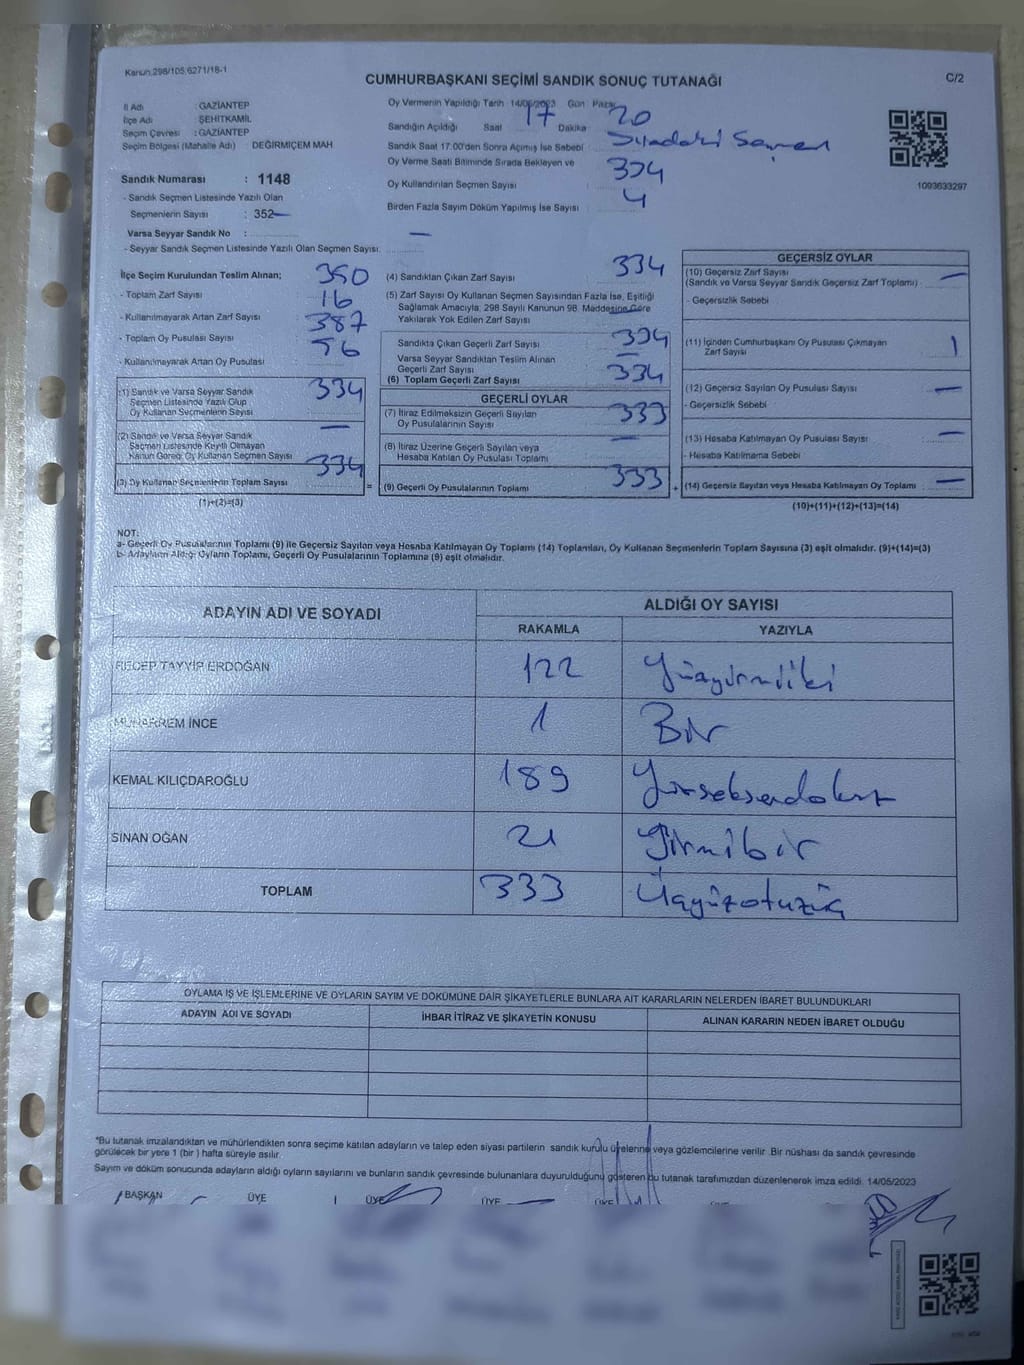 Kanun:298/105,6271/18-1
CUMHURBAŞKANI SEÇİMİ SANDIK SONUÇ TUTANAĞI
C/2
İl Adı : GAZİANTEP
İlçe Adı : ŞEHİTKAMİL
Seçim Çevresi : GAZİANTEP
Seçim Bölgesi (Mahalle Adı) : DEĞİRMİÇEM MAH.
Sandık Numarası : 1148
- Sandık Seçmen Listesinde Yazılı Olan
Seçmenlerin Sayısı : 352
Varsa Seyyar Sandık No : —
- Seyyar Sandık Seçmen Listesinde Yazılı Olan Seçmen Sayısı:
Oy Vermenin Yapıldığı Tarih 14/05/2023 Gün Pazar
Sandığın Açıldığı Saat 17 Dakika 20
Sandık Saat 17:00'den Sonra Açılmış İse Sebebi : Sıradaki Seçmen
Oy Verme Saati Bitiminde Sırada Bekleyen ve
Oy Kullandırılan Seçmen Sayısı : 334
Birden Fazla Sayım Döküm Yapılmış İse Sayısı : 4
1003633297
İlçe Seçim Kurulundan Teslim Alınan;
- Toplam Zarf Sayısı 350
- Kullanılmayarak Artan Zarf Sayısı 16
- Toplam Oy Pusulası Sayısı 387
- Kullanılmayarak Artan Oy Pusulası 56
(1) Sandık ve Varsa Seyyar Sandık
Seçmen Listesinde Yazılı Olup
Oy Kullanan Seçmenlerin Sayısı 334
(2) Sandık ve Varsa Seyyar Sandık
Seçmen Listesinde Kayıtlı Olmayan
Kanun Gereği Oy Kullanan Seçmen Sayısı —
(3) Oy Kullanan Seçmenlerin Toplam Sayısı 334 =
(1)+(2)=(3)
(4) Sandıktan Çıkan Zarf Sayısı 334
(5) Zarf Sayısı Oy Kullanan Seçmen Sayısından Fazla İse, Eşitliği
Sağlamak Amacıyla; 298 Sayılı Kanunun 98. Maddesine Göre
Yakılarak Yok Edilen Zarf Sayısı
Sandıkta Çıkan Geçerli Zarf Sayısı 334
Varsa Seyyar Sandıktan Teslim Alınan
Geçerli Zarf Sayısı —
(6) Toplam Geçerli Zarf Sayısı 334
GEÇERLİ OYLAR
(7) İtiraz Edilmeksizin Geçerli Sayılan
Oy Pusulalarının Sayısı 333
(8) İtiraz Üzerine Geçerli Sayılan veya
Hesaba Katılan Oy Pusulası Toplamı —
(9) Geçerli Oy Pusulalarının Toplamı 333 +
GEÇERSİZ OYLAR
(10) Geçersiz Zarf Sayısı
(Sandık ve Varsa Seyyar Sandık Geçersiz Zarf Toplamı) —
- Geçersizlik Sebebi
(11) İçinden Cumhurbaşkanı Oy Pusulası Çıkmayan
Zarf Sayısı 1
(12) Geçersiz Sayılan Oy Pusulası Sayısı —
- Geçersizlik Sebebi
(13) Hesaba Katılmayan Oy Pusulası Sayısı —
- Hesaba Katılmama Sebebi
(14) Geçersiz Sayılan veya Hesaba Katılmayan Oy Toplamı —
(10)+(11)+(12)+(13)=(14)
NOT:
a- Geçerli Oy Pusulalarının Toplamı (9) ile Geçersiz Sayılan veya Hesaba Katılmayan Oy Toplamı (14) Toplamları, Oy Kullanan Seçmenlerin Toplam Sayısına (3) eşit olmalıdır. (9)+(14)=(3)
b- Adayların Aldığı Oyların Toplamı, Geçerli Oy Pusulalarının Toplamına (9) eşit olmalıdır.
ADAYIN ADI VE SOYADI
ALDIĞI OY SAYISI
RAKAMLA YAZIYLA
RECEP TAYYİP ERDOĞAN 122 Yüzyirmiiki
MUHARREM İNCE 1 Bir
KEMAL KILIÇDAROĞLU 189 Yüzseksendokuz
SİNAN OĞAN 21 Yirmibir
TOPLAM 333 Üçyüzotuzüç
OYLAMA İŞ VE İŞLEMLERİNE VE OYLARIN SAYIM VE DÖKÜMÜNE DAİR ŞİKAYETLERLE BUNLARA AİT KARARLARIN NELERDEN İBARET BULUNDUKLARI
ADAYIN ADI VE SOYADI İHBAR İTİRAZ VE ŞİKAYETİN KONUSU ALINAN KARARIN NEDEN İBARET OLDUĞU
*Bu tutanak imzalandıktan ve mühürlendikten sonra seçime katılan adayların ve talep eden siyasi partilerin sandık kurulu üyelerine veya gözlemcilerine verilir. Bir nüshası da sandık çevresinde
görülecek bir yere 1 (bir) hafta süreyle asılır.
Sayım ve döküm sonucunda adayların aldığı oyların sayılarını ve bunların sandık çevresinde bulunanlara duyurulduğunu gösteren bu tutanak tarafımızdan düzenlenerek imza edildi. 14/05/2023
BAŞKAN ÜYE ÜYE ÜYE ÜYE